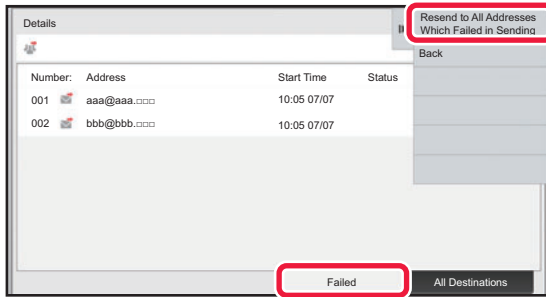 Details
Resend to All Addresses
Which Failed in Sending
Back
Number: Address Start Time Status
001 aaa@aaa.□□□ 10:05 07/07
002 bbb@bbb.□□□ 10:05 07/07
Failed All Destinations